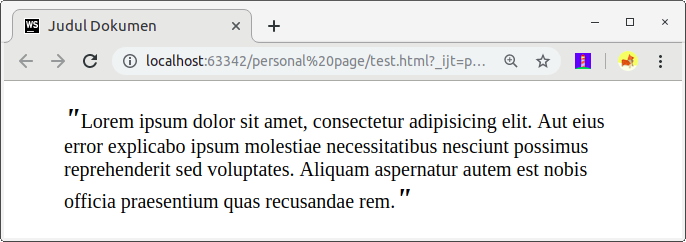 WS Judul Dokumen
localhost:63342/personal%20page/test.html?_ijt=p...
"Lorem ipsum dolor sit amet, consectetur adipisicing elit. Aut eius
error explicabo ipsum molestiae necessitatibus nesciunt possimus
reprehenderit sed voluptates. Aliquam aspernatur autem est nobis
officia praesentium quas recusandae rem."